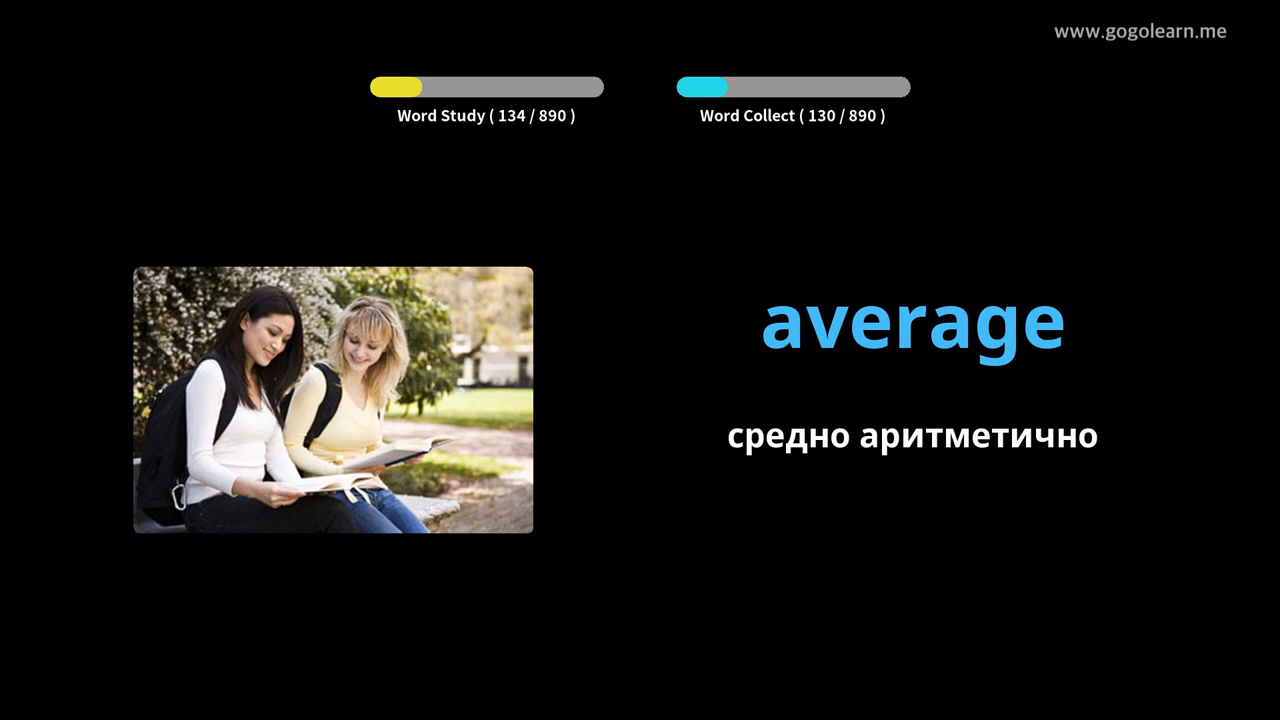 www.gogolearn.me
Word Study ( 134 / 890 )
Word Collect ( 130 / 890 )
average
средно аритметично